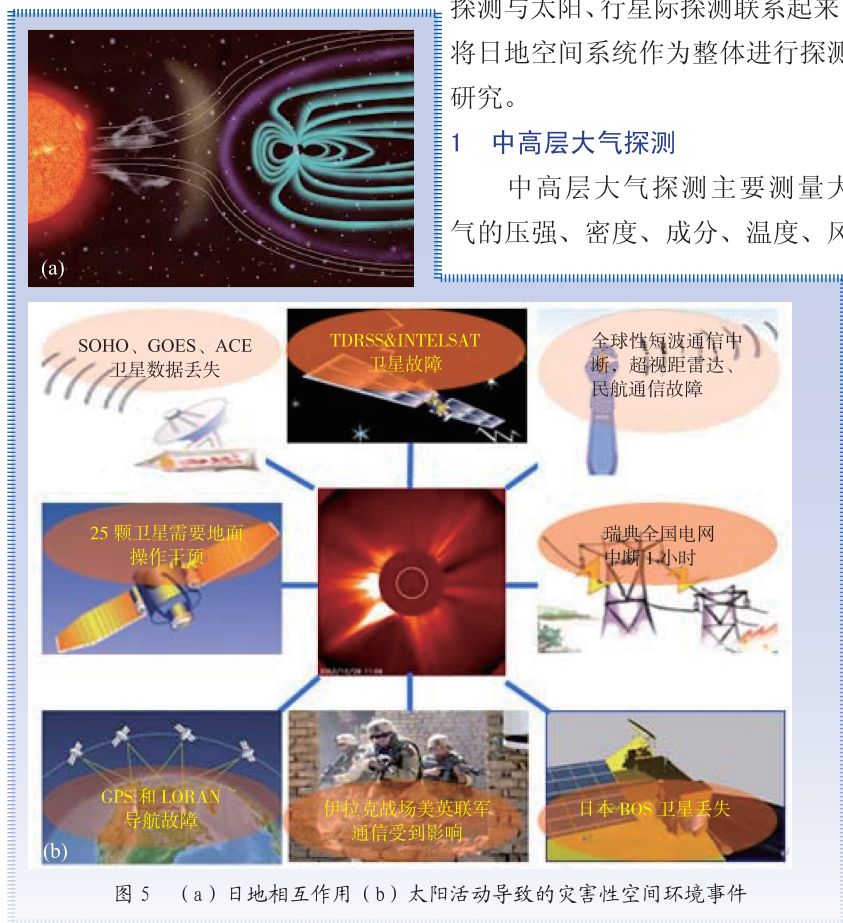 探测与太阳、行星际探测联系起来
将日地空间系统作为整体进行探测
研究。
1 中高层大气探测
中高层大气探测主要测量大
气的压强、密度、成分、温度、风
(a)
SOHO、GOES、ACE
卫星数据丢失
TDRSS&INTELSAT
卫星故障
全球性短波通信中
断，超视距雷达、
民航通信故障
25 颗卫星需要地面
操作干预
瑞典全国电网
中断 1 小时
GPS 和 LORAN
导航故障
伊拉克战场美英联军
通信受到影响
日本 BOS 卫星丢失
(b)
图 5 （a）日地相互作用（b）太阳活动导致的灾害性空间环境事件